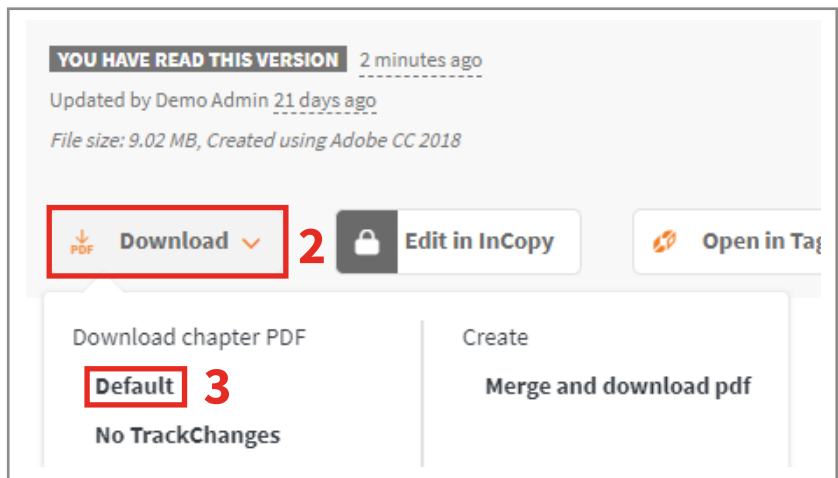 YOU HAVE READ THIS VERSION 2 minutes ago
Updated by Demo Admin 21 days ago
File size: 9.02 MB, Created using Adobe CC 2018
PDF Download 2 Edit in InCopy Open in Tag
Download chapter PDF Create
Default 3 Merge and download pdf
No TrackChanges